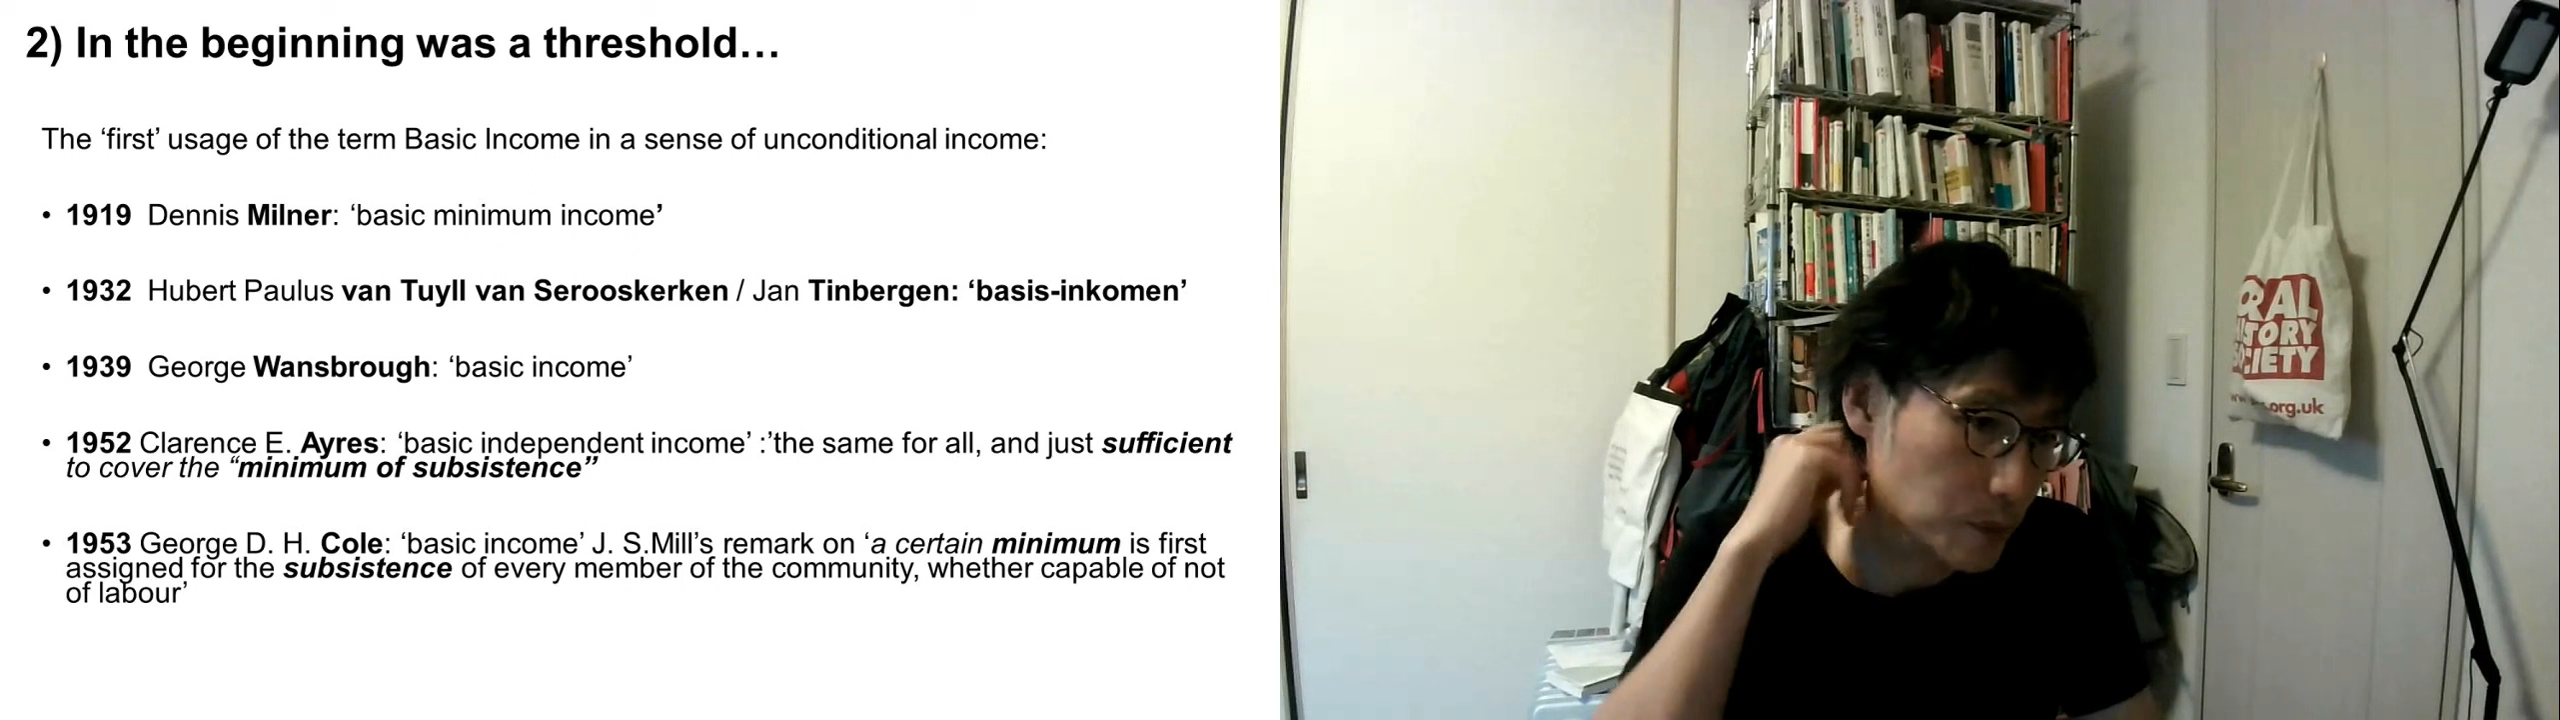 2) In the beginning was a threshold…
The ‘first’ usage of the term Basic Income in a sense of unconditional income:
• 1919 Dennis Milner: ‘basic minimum income’
• 1932 Hubert Paulus van Tuyll van Serooskerken / Jan Tinbergen: ‘basis-inkomen’
• 1939 George Wansbrough: ‘basic income’
• 1952 Clarence E. Ayres: ‘basic independent income’ :’the same for all, and just sufficient
to cover the “minimum of subsistence”
• 1953 George D. H. Cole: ‘basic income’ J. S.Mill’s remark on ‘a certain minimum is first
assigned for the subsistence of every member of the community, whether capable of not
of labour’
ORAL
STORY
SOCIETY
.org.uk